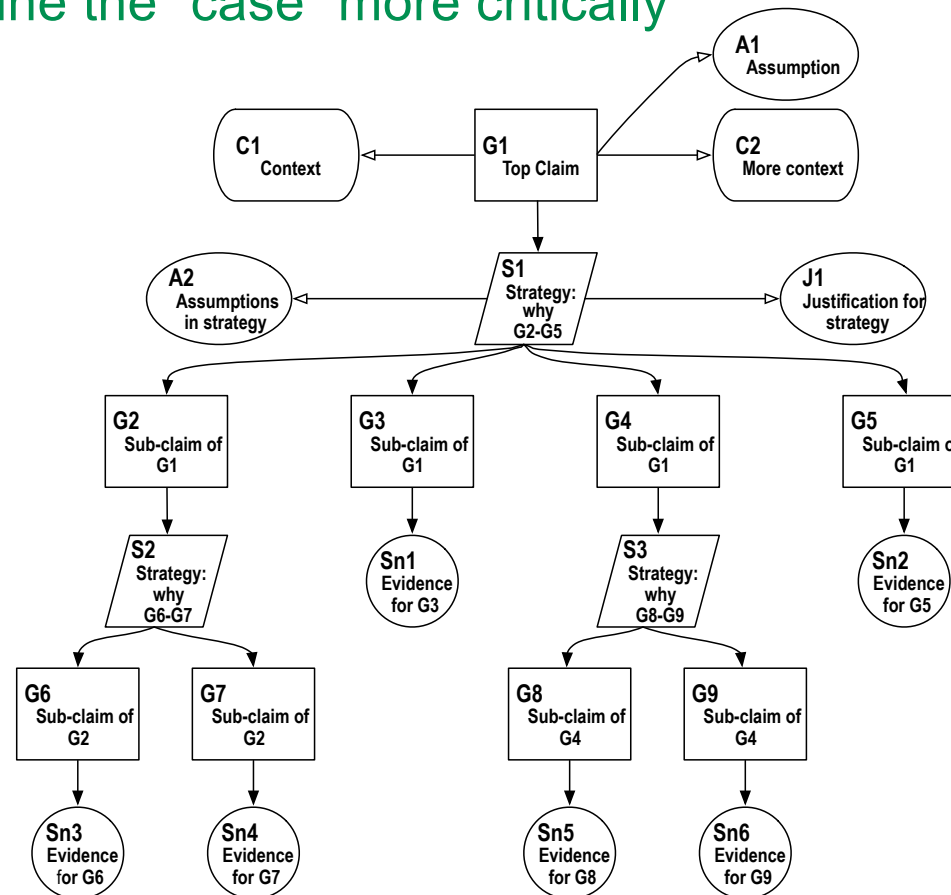 the "case" more critically
A1
Assumption
C1
Context
G1
Top Claim
C2
More context
A2
Assumptions
in strategy
S1
Strategy:
why
G2-G5
J1
Justification for
strategy
G2
Sub-claim of
G1
G3
Sub-claim of
G1
G4
Sub-claim of
G1
G5
Sub-claim o
G1
S2
Strategy:
why
G6-G7
Sn1
Evidence
for G3
S3
Strategy:
why
G8-G9
Sn2
Evidence
for G5
G6
Sub-claim of
G2
G7
Sub-claim of
G2
G8
Sub-claim of
G4
G9
Sub-claim of
G4
Sn3
Evidence
for G6
Sn4
Evidence
for G7
Sn5
Evidence
for G8
Sn6
Evidence
for G9